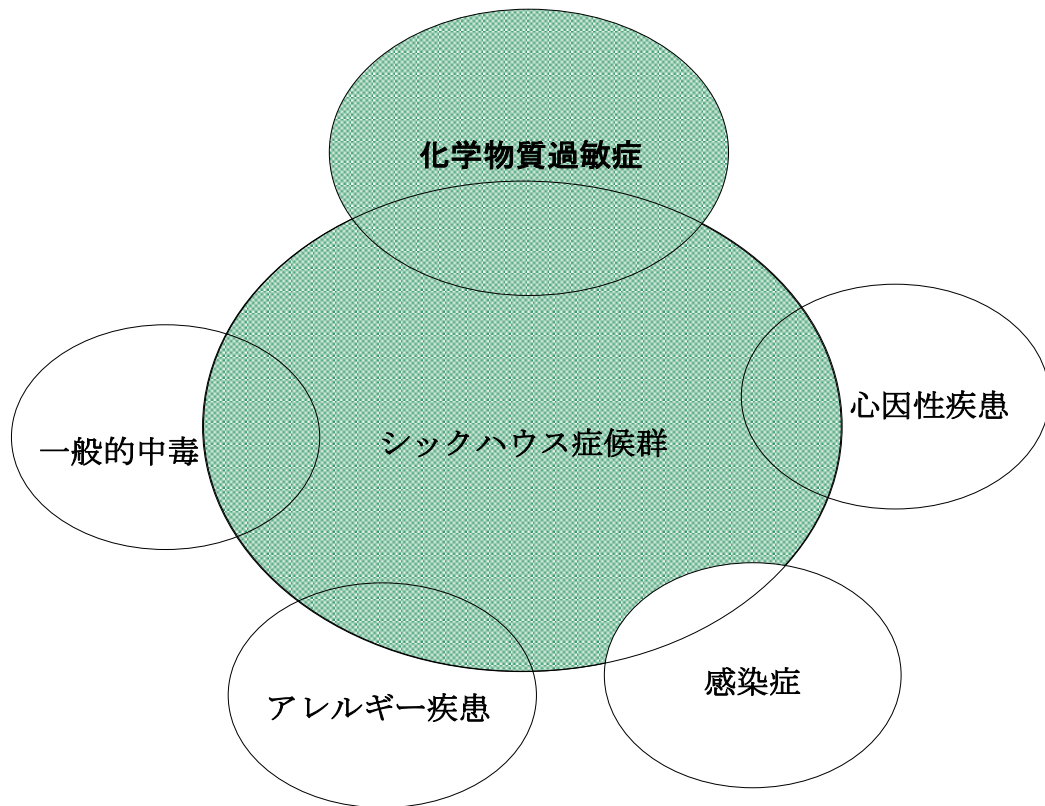 化学物質過敏症
心因性疾患
シックハウス症候群
一般的中毒
感染症
アレルギー疾患